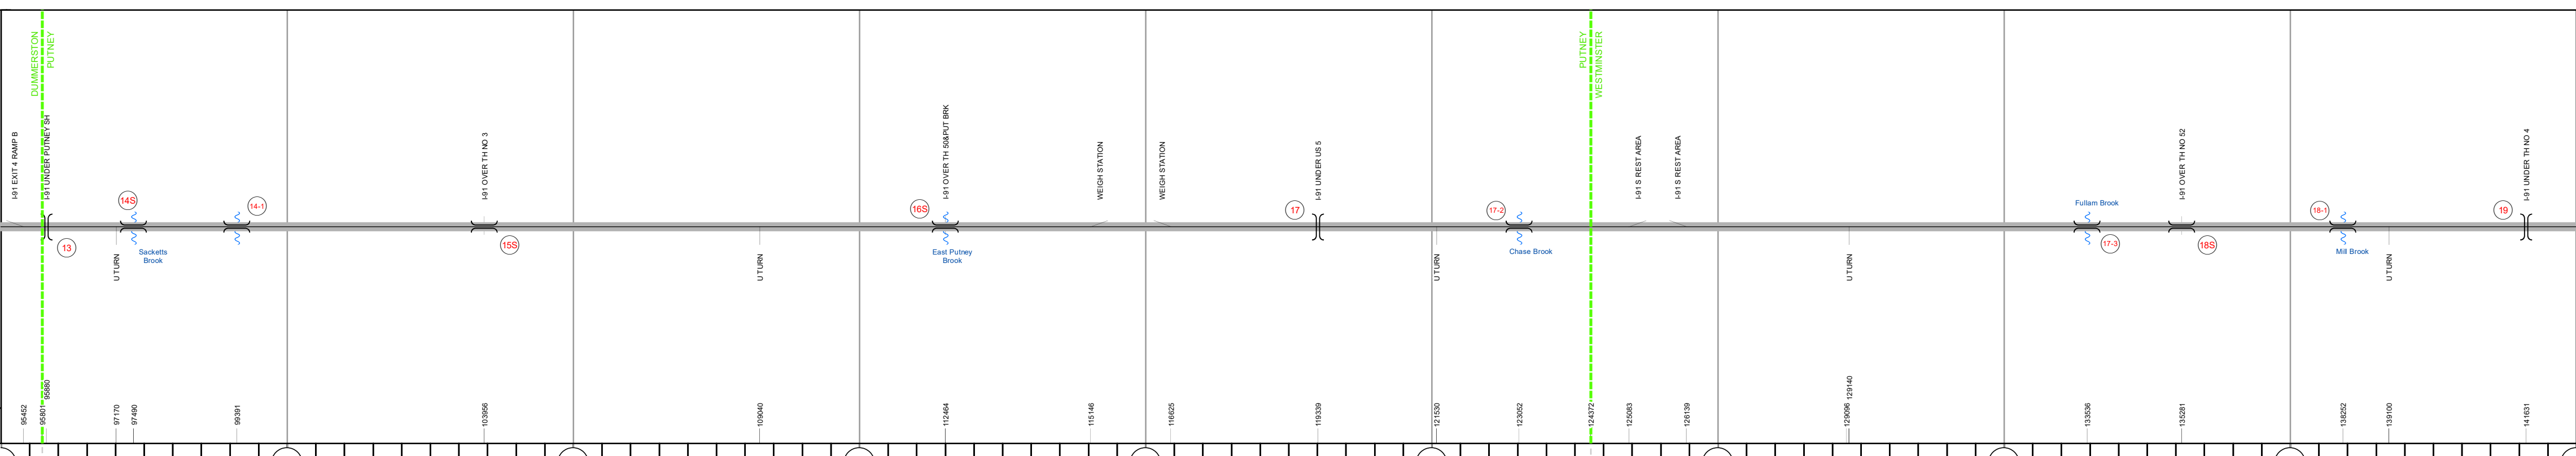 DUMMERSTON
PUTNEY
PUTNEY
WESTMINSTER
I-91 EXIT 4 RAMP B
I-91 UNDER PUTNEY SH
I-91 OVER TH NO 3
I-91 OVER TH 50&PUT BRK
WEIGH STATION
WEIGH STATION
I-91 UNDER US 5
I-91 S REST AREA
I-91 S REST AREA
I-91 OVER TH NO 52
I-91 UNDER TH NO 4
14S
14-1
16S
17
17-2
Fullam Brook
18-1
19
13
15S
17-3
18S
U TURN
Sacketts
Brook
U TURN
East Putney
Brook
U TURN
Chase Brook
U TURN
Mill Brook
U TURN
95452
95801
95880
97170
97490
99391
103956
109040
112464
115146
116625
119339
121530
123052
124372
125083
126139
129096
129140
133536
135281
138252
139100
141631